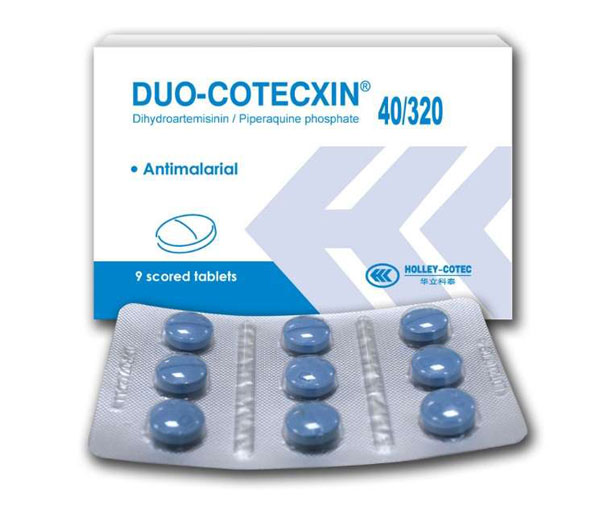 DUO-COTECXIN® 40/320
Dihydroartemisinin / Piperaquine phosphate
• Antimalarial
9 scored tablets
HOLLEY-COTEC
华立科泰